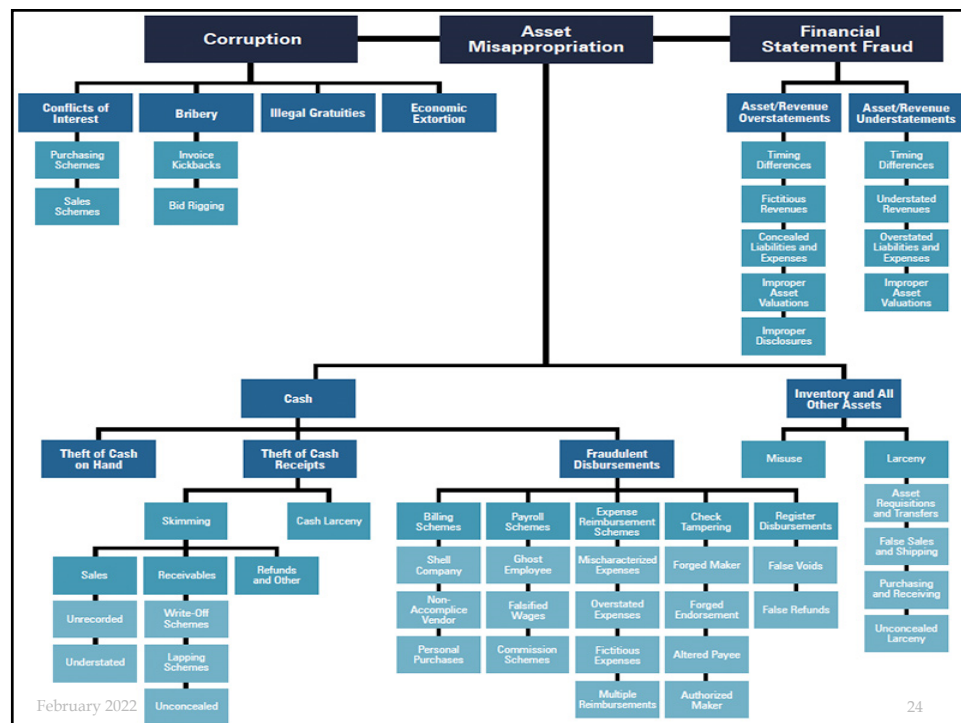 Corruption
Asset
Misappropriation
Financial
Statement Fraud
Conflicts of
Interest
Bribery
Illegal Gratuities
Economic
Extortion
Asset/Revenue
Overstatements
Asset/Revenue
Understatements
Purchasing
Schemes
Sales
Schemes
Invoice
Kickbacks
Bid Rigging
Timing
Differences
Fictitious
Revenues
Concealed
Liabilities and
Expenses
Improper
Asset
Valuations
Improper
Disclosures
Timing
Differences
Understated
Revenues
Overstated
Liabilities and
Expenses
Improper
Asset
Valuations
Cash
Inventory and All
Other Assets
Theft of Cash
on Hand
Theft of Cash
Receipts
Fraudulent
Disbursements
Misuse
Larceny
Skimming
Cash Larceny
Sales
Receivables
Refunds
and Other
Unrecorded
Understated
Write-Off
Schemes
Lapping
Schemes
Unconcealed
Billing
Schemes
Shell
Company
Non-
Accomplice
Vendor
Personal
Purchases
Payroll
Schemes
Ghost
Employee
Falsified
Wages
Commission
Schemes
Expense
Reimbursement
Schemes
Mischaracterized
Expenses
Overstated
Expenses
Fictitious
Expenses
Multiple
Reimbursements
Check
Tampering
Forged Maker
Forged
Endorsement
Altered Payee
Authorized
Maker
Register
Disbursements
False Voids
False Refunds
Asset
Requisitions
and Transfers
False Sales
and Shipping
Purchasing
and Receiving
Unconcealed
Larceny
February 2022
24